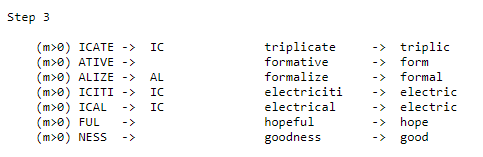 Step 3
(m>0) ICATE -> IC triplicate -> triplic
(m>0) ATIVE -> formative -> form
(m>0) ALIZE -> AL formalize -> formal
(m>0) ICITI -> IC electriciti -> electric
(m>0) ICAL -> IC electrical -> electric
(m>0) FUL -> hopeful -> hope
(m>0) NESS -> goodness -> good